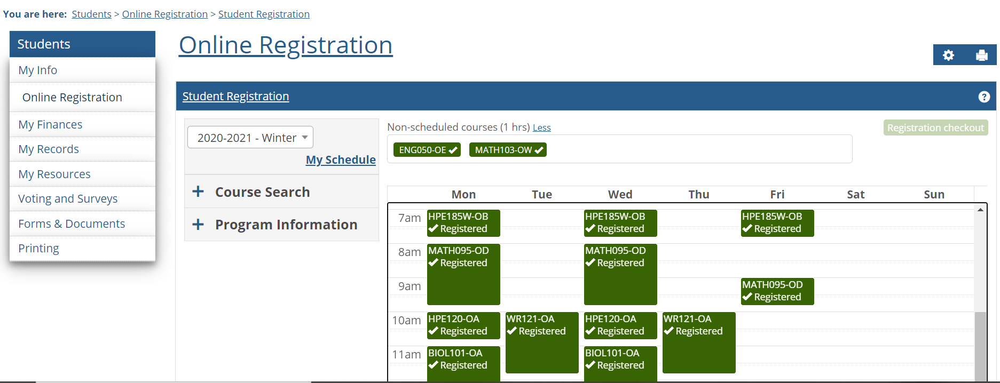 You are here: Students > Online Registration > Student Registration
Students
My Info
Online Registration
My Finances
My Records
My Resources
Voting and Surveys
Forms & Documents
Printing
Online Registration
Student Registration
?
2020-2021 - Winter
My Schedule
+ Course Search
+ Program Information
Non-scheduled courses (1 hrs) Less
Registration checkout
ENG050-OE ✔ MATH103-OW ✔
Mon Tue Wed Thu Fri Sat Sun
7am HPE185W-OB HPE185W-OB HPE185W-OB
✔ Registered ✔ Registered ✔ Registered
8am MATH095-OD MATH095-OD
✔ Registered ✔ Registered
9am MATH095-OD
✔ Registered
10am HPE120-OA WR121-OA HPE120-OA WR121-OA
✔ Registered ✔ Registered ✔ Registered ✔ Registered
11am BIOL101-OA BIOL101-OA
✔ Registered ✔ Registered